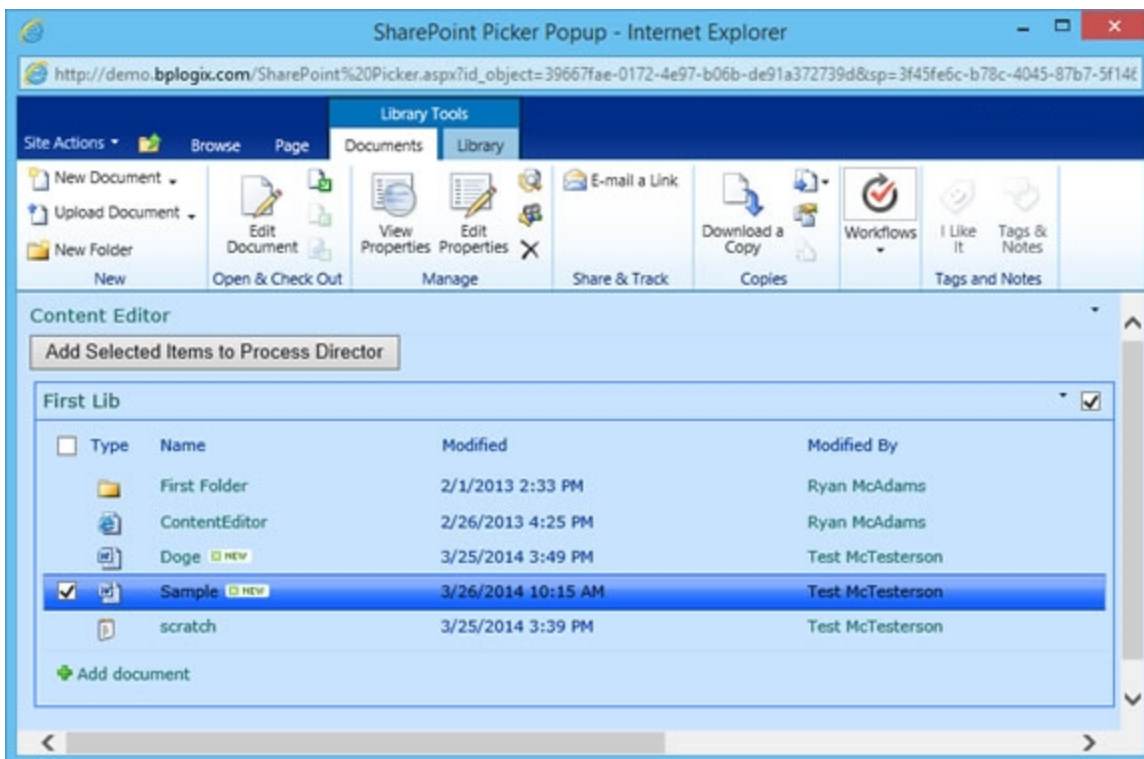 SharePoint Picker Popup - Internet Explorer
http://demo.bplogix.com/SharePoint%20Picker.aspx?id_object=39667fae-0172-4e97-b06b-de91a372739d&sp=3f45fe6c-b78c-4045-87b7-5f146
Library Tools
Site Actions Browse Page Documents Library
New Document
Upload Document
New Folder
New
Edit
Document
Open & Check Out
View
Properties
Edit
Properties
Manage
E-mail a Link
Share & Track
Download a
Copy
Copies
Workflows
I Like
It
Tags &
Notes
Tags and Notes
Content Editor
Add Selected Items to Process Director
First Lib
Type Name Modified Modified By
First Folder 2/1/2013 2:33 PM Ryan McAdams
ContentEditor 2/26/2013 4:25 PM Ryan McAdams
Doge NEW 3/25/2014 3:49 PM Test McTesterson
Sample NEW 3/26/2014 10:15 AM Test McTesterson
scratch 3/25/2014 3:39 PM Test McTesterson
Add document